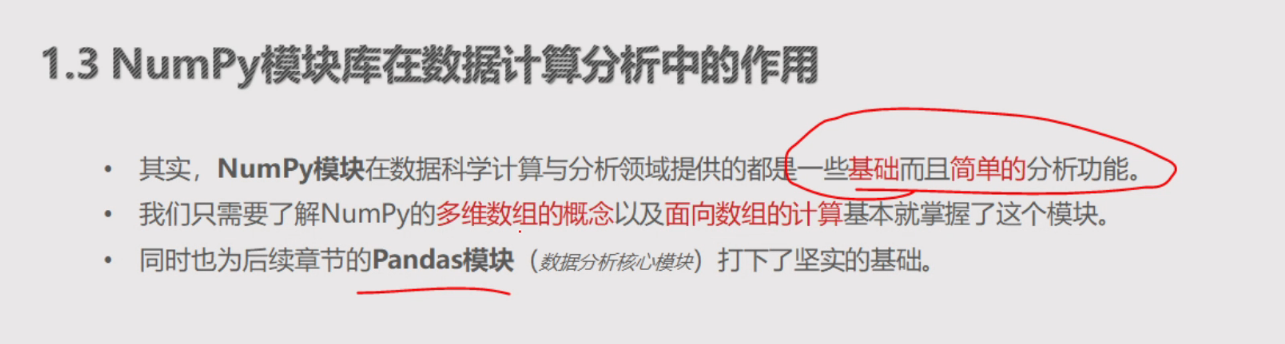 1.3 NumPy模块库在数据计算分析中的作用
• 其实，NumPy模块在数据科学计算与分析领域提供的都是一些基础而且简单的分析功能。
• 我们只需要了解NumPy的多维数组的概念以及面向数组的计算基本就掌握了这个模块。
• 同时也为后续章节的Pandas模块（数据分析核心模块）打下了坚实的基础。